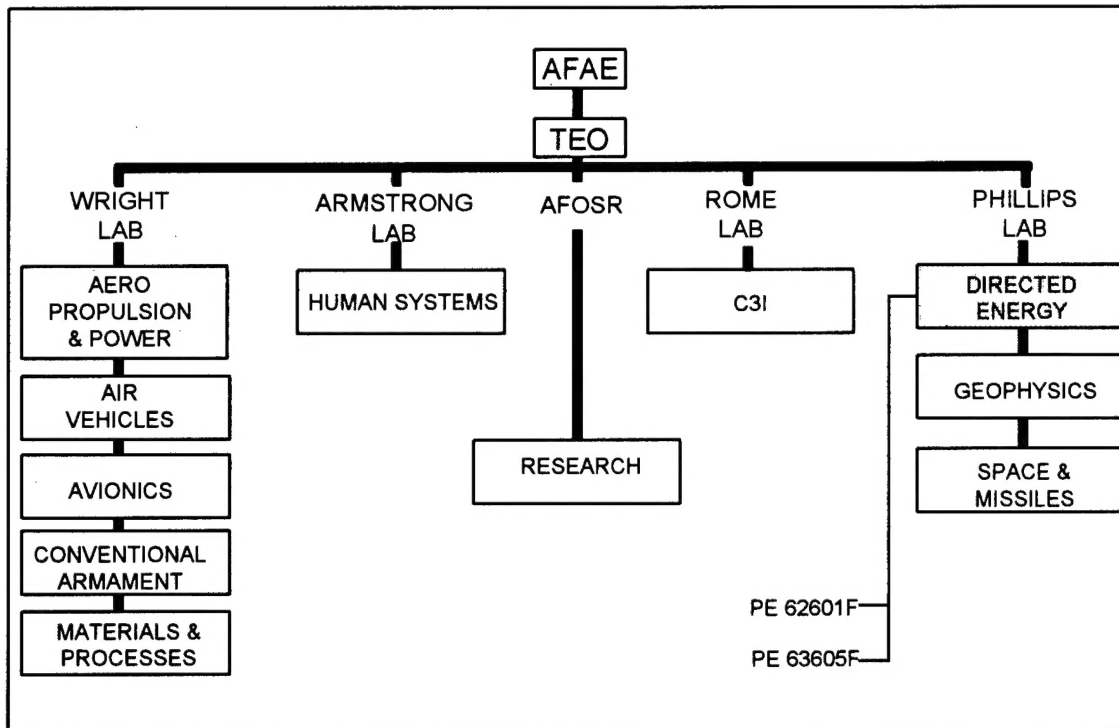 AFAE
TEO
WRIGHT
LAB
AERO
PROPULSION
& POWER
AIR
VEHICLES
AVIONICS
CONVENTIONAL
ARMAMENT
MATERIALS &
PROCESSES
ARMSTRONG
LAB
HUMAN SYSTEMS
AFOSR
RESEARCH
ROME
LAB
C3I
PHILLIPS
LAB
DIRECTED
ENERGY
GEOPHYSICS
SPACE &
MISSILES
PE 62601F
PE 63605F